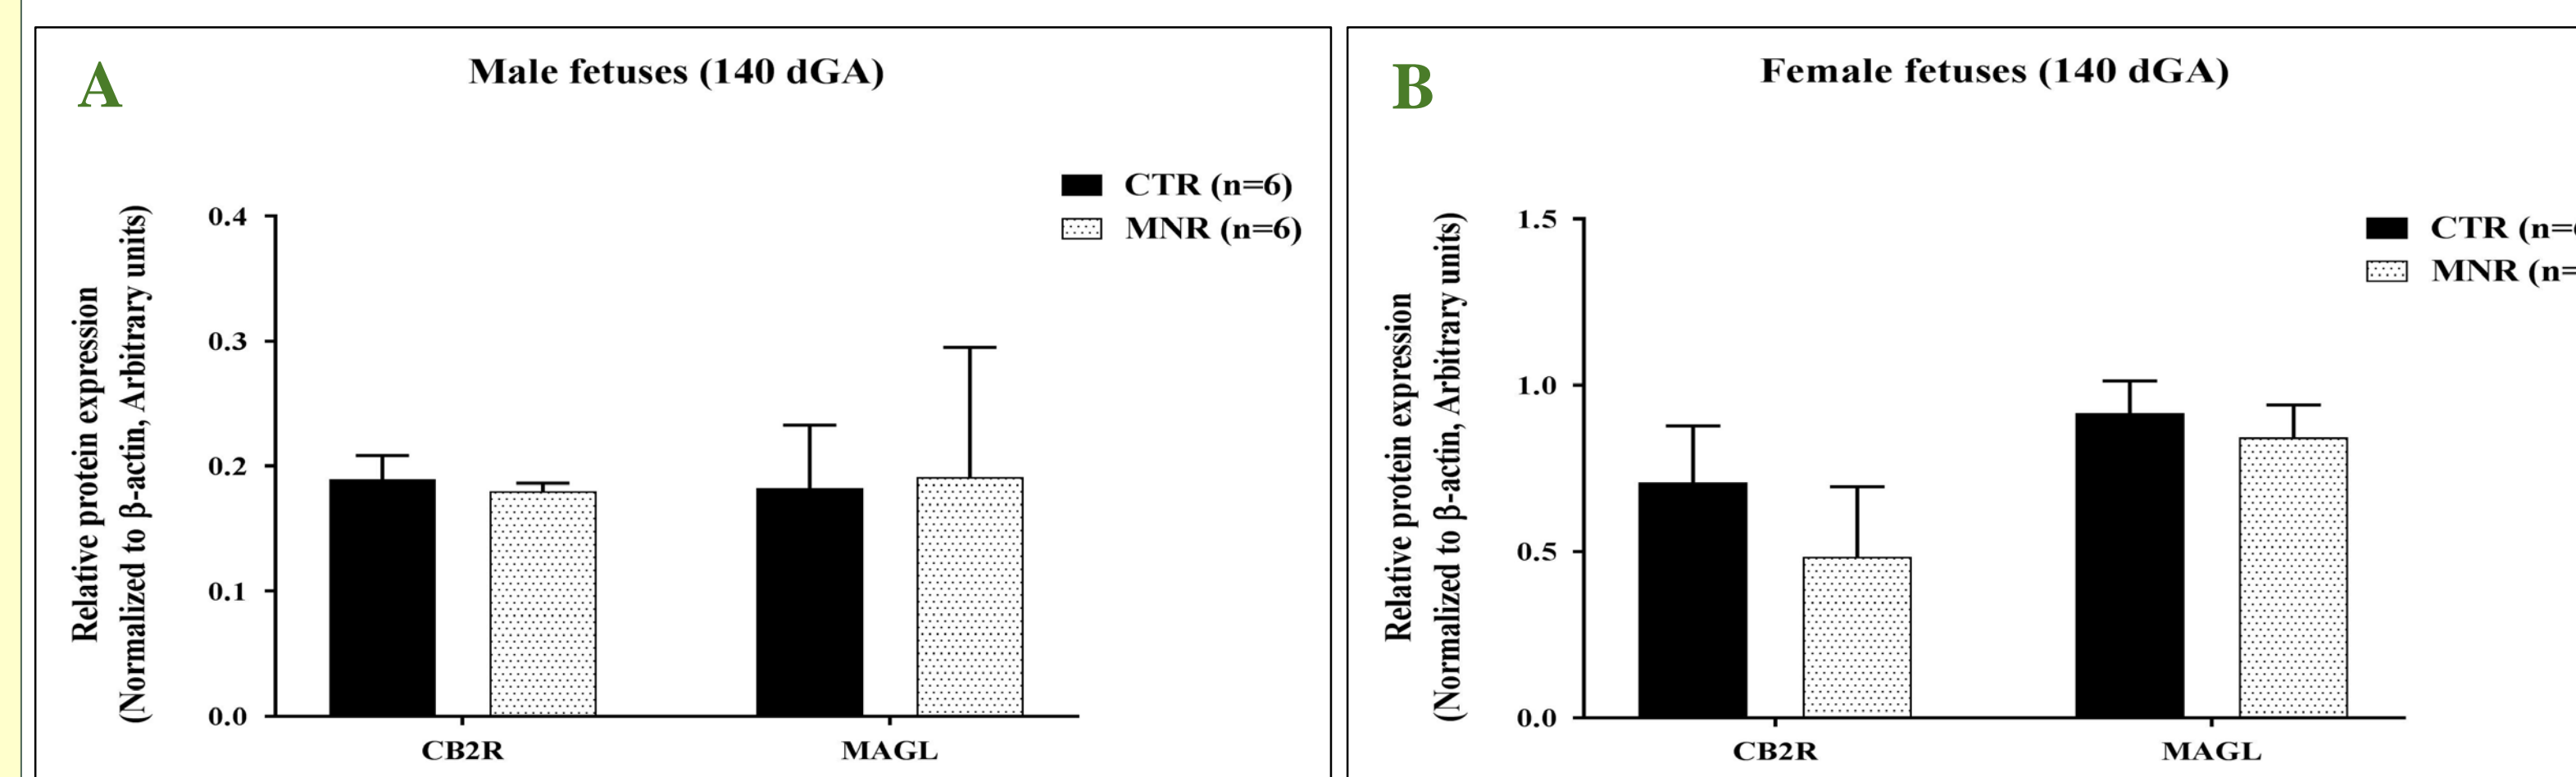 A
Male fetuses (140 dGA)
CTR (n=6)
MNR (n=6)
Relative protein expression
(Normalized to β-actin, Arbitrary units)
0.4
0.3
0.2
0.1
0.0
CB2R MAGL
B
Female fetuses (140 dGA)
CTR (n=
MNR (n=
Relative protein expression
(Normalized to β-actin, Arbitrary units)
1.5
1.0
0.5
0.0
CB2R MAGL